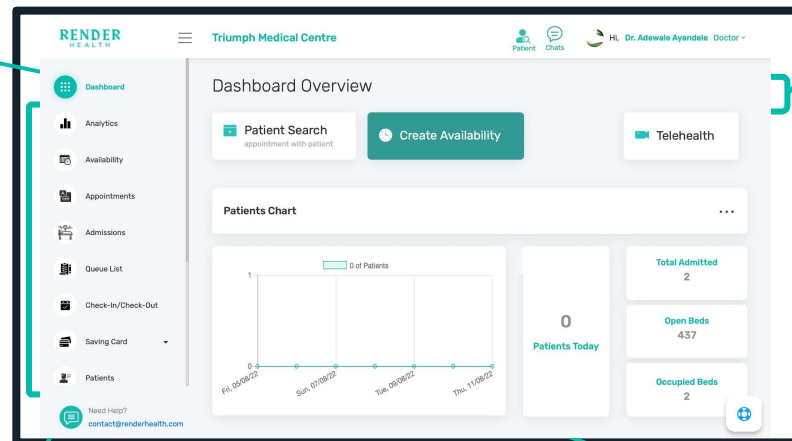 RENDER
HEALTH
Triumph Medical Centre
Patient
Chats
Hi, Dr. Adewale Ayandele Doctor
Dashboard
Analytics
Availability
Appointments
Admissions
Queue List
Check-In/Check-Out
Saving Card
Patients
Need Help?
contact@renderhealth.com
Dashboard Overview
Patient Search
appointment with patient
Create Availability
Telehealth
Patients Chart
0 of Patients
1
0
Fri, 05/08/22
Sun, 07/08/22
Tue, 09/08/22
Thu, 11/08/22
0
Patients Today
Total Admitted
2
Open Beds
437
Occupied Beds
2